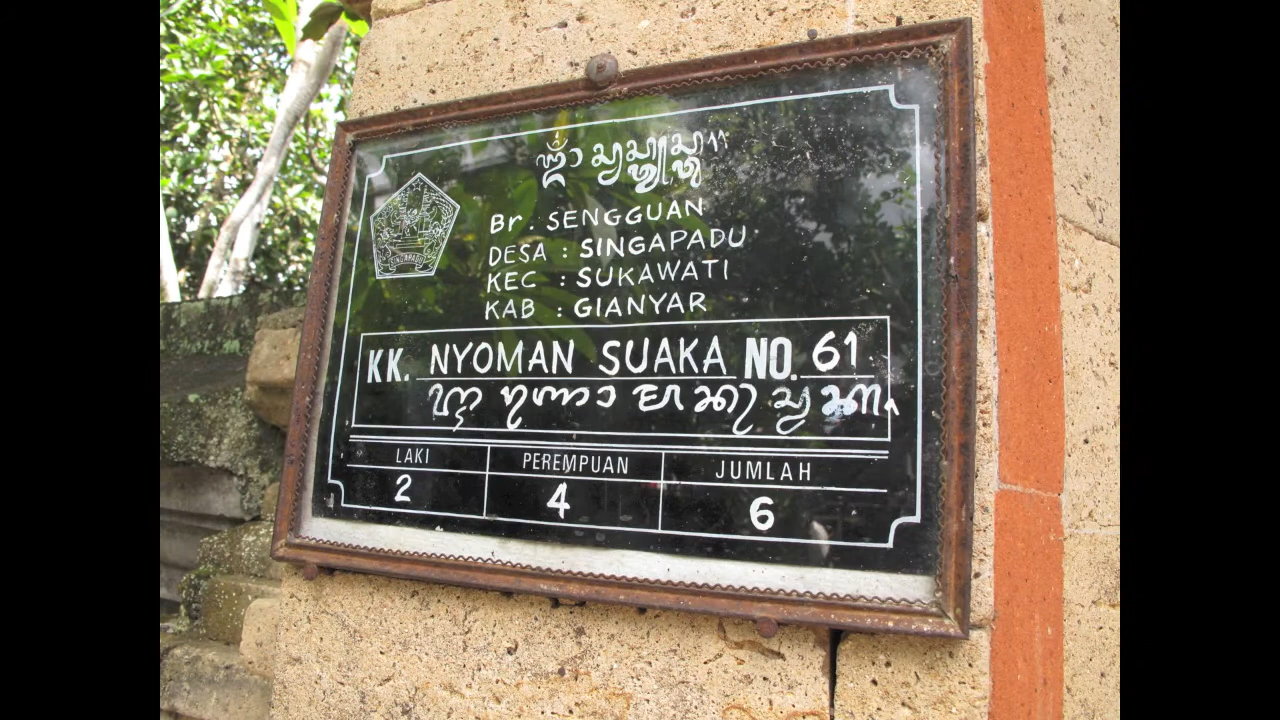 Br. SENGGUAN
DESA : SINGAPADU
KEC : SUKAWATI
KAB : GIANYAR
SINGAPADU
KK. NYOMAN SUAKA NO. 61
LAKI PEREMPUAN JUMLAH
2 4 6